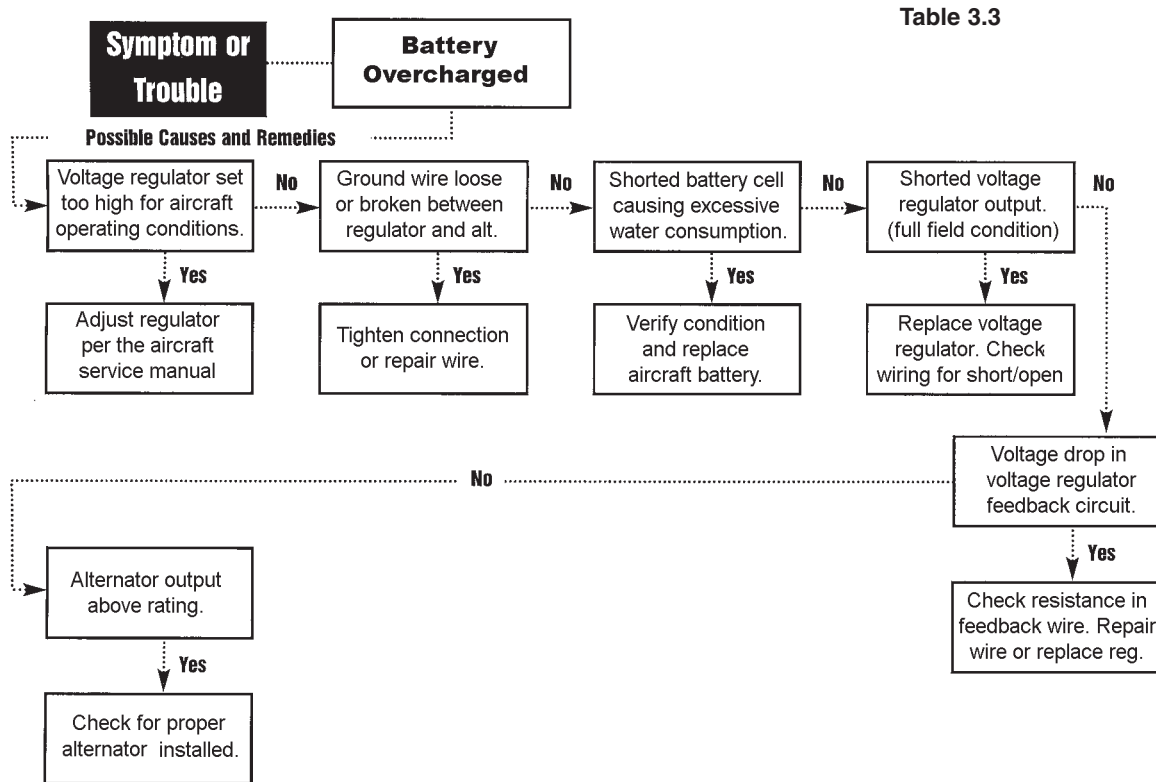 Table 3.3
Symptom or
Trouble
Battery
Overcharged
Possible Causes and Remedies
Voltage regulator set
too high for aircraft
operating conditions.
No
Ground wire loose
or broken between
regulator and alt.
No
Shorted battery cell
causing excessive
water consumption.
No
Shorted voltage
regulator output.
(full field condition)
No
Yes
Yes
Yes
Yes
Adjust regulator
per the aircraft
service manual
Tighten connection
or repair wire.
Verify condition
and replace
aircraft battery.
Replace voltage
regulator. Check
wiring for short/open
Voltage drop in
voltage regulator
feedback circuit.
No
Yes
Check resistance in
feedback wire. Repair
wire or replace reg.
Alternator output
above rating.
Yes
Check for proper
alternator installed.